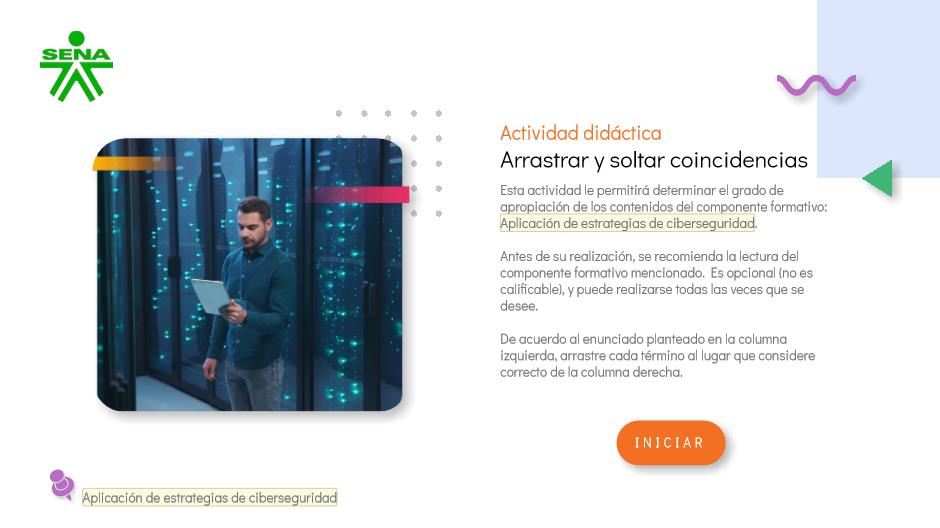 SENA
Actividad didáctica
Arrastrar y soltar coincidencias
Esta actividad le permitirá determinar el grado de
apropiación de los contenidos del componente formativo:
Aplicación de estrategias de ciberseguridad.
Antes de su realización, se recomienda la lectura del
componente formativo mencionado. Es opcional (no es
calificable), y puede realizarse todas las veces que se
desee.
De acuerdo al enunciado planteado en la columna
izquierda, arrastre cada término al lugar que considere
correcto de la columna derecha.
INICIAR
Aplicación de estrategias de ciberseguridad